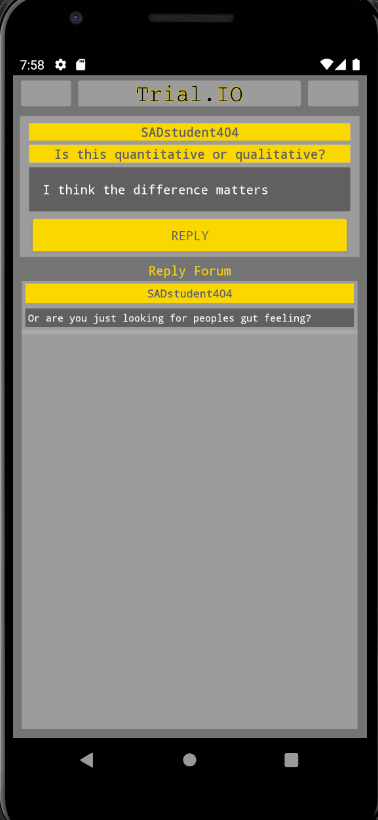 7:58
Trial.IO
SADstudent404
Is this quantitative or qualitative?
I think the difference matters
REPLY
Reply Forum
SADstudent404
Or are you just looking for peoples gut feeling?